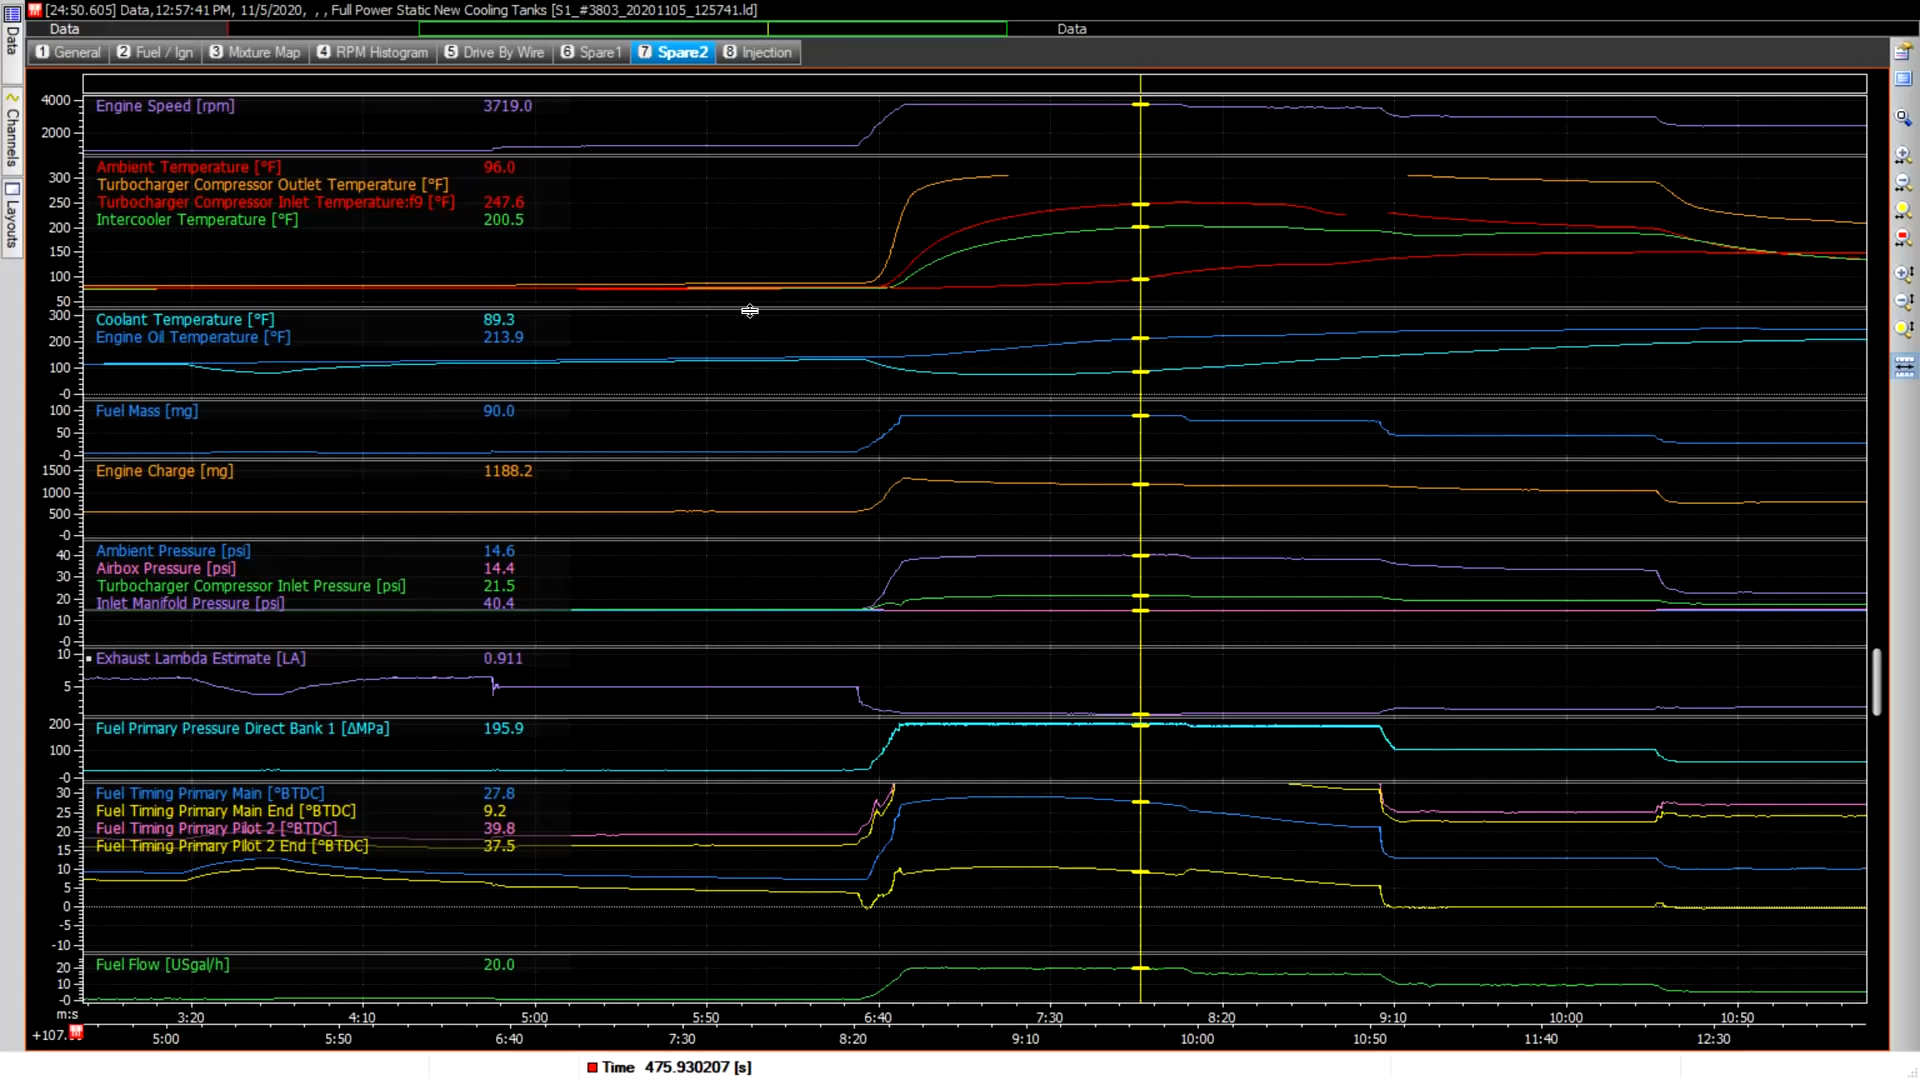 [24:50.605] Data, 12:57:41 PM, 11/5/2020, , , Full Power Static New Cooling Tanks [S1_#3803_20201105_125741.ld]
Data Data
Data
Channels
Layouts
1 General 2 Fuel / Ign 3 Mixture Map 4 RPM Histogram 5 Drive By Wire 6 Spare1 7 Spare2 8 Injection
4000 Engine Speed [rpm] 3719.0
2000
Ambient Temperature [°F] 96.0
300 Turbocharger Compressor Outlet Temperature [°F]
250 Turbocharger Compressor Inlet Temperature:f9 [°F] 247.6
200 Intercooler Temperature [°F] 200.5
150
100
50
300 Coolant Temperature [°F] 89.3
200 Engine Oil Temperature [°F] 213.9
100
-0
100 Fuel Mass [mg] 90.0
50
-0
1500 Engine Charge [mg] 1188.2
1000
500
-0
40 Ambient Pressure [psi] 14.6
30 Airbox Pressure [psi] 14.4
Turbocharger Compressor Inlet Pressure [psi] 21.5
20 Inlet Manifold Pressure [psi] 40.4
10
-0
10 Exhaust Lambda Estimate [LA] 0.911
5
200 Fuel Primary Pressure Direct Bank 1 [ΔMPa] 195.9
100
-0
30 Fuel Timing Primary Main [°BTDC] 27.8
25 Fuel Timing Primary Main End [°BTDC] 9.2
20 Fuel Timing Primary Pilot 2 [°BTDC] 39.8
15 Fuel Timing Primary Pilot 2 End [°BTDC] 37.5
10
5
0
-5
-10
20 Fuel Flow [USgal/h] 20.0
10
-0
m:s 3:20 4:10 5:00 5:50 6:40 7:30 8:20 9:10 10:00 10:50
+107. 5:00 5:50 6:40 7:30 8:20 9:10 10:00 10:50 11:40 12:30
Time 475.930207 [s]